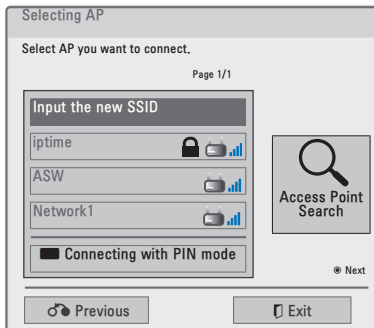 Selecting AP
Select AP you want to connect.
Page 1/1
Input the new SSID
iptime
ASW
Network1
Connecting with PIN mode
Access Point
Search
Next
Previous
Exit